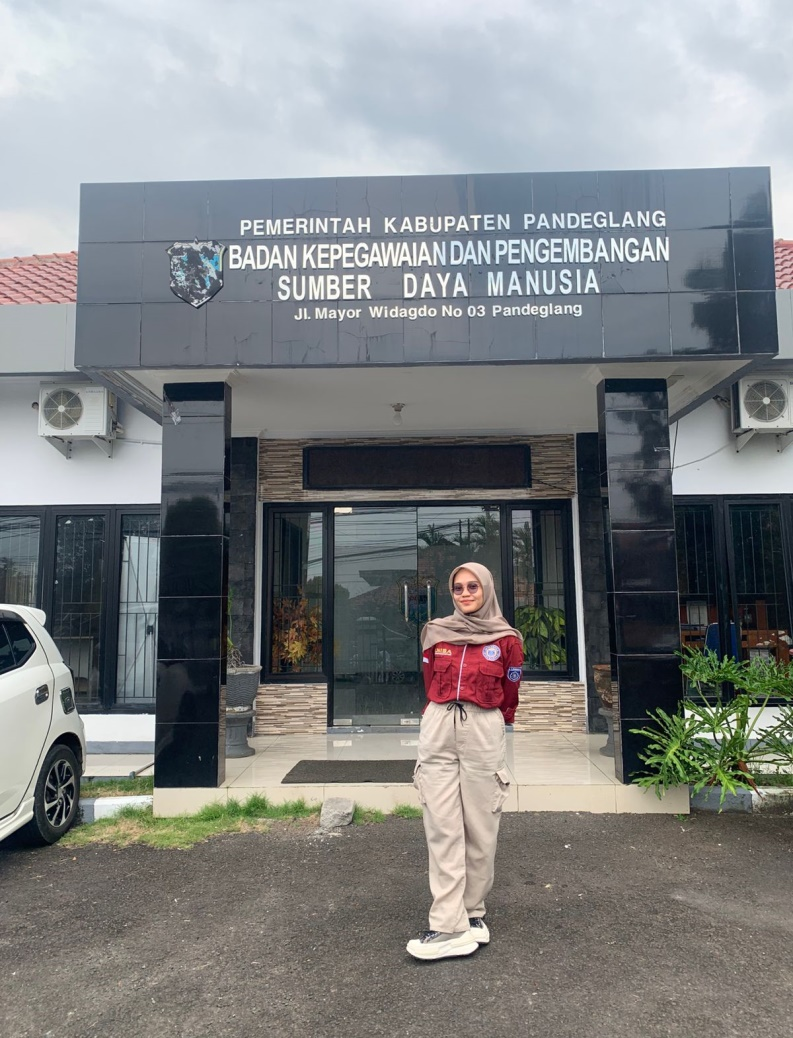 PEMERINTAH KABUPATEN PANDEGLANG
BADAN KEPEGAWAIAN DAN PENGEMBANGAN
SUMBER DAYA MANUSIA
Jl. Mayor Widagdo No 03 Pandeglang